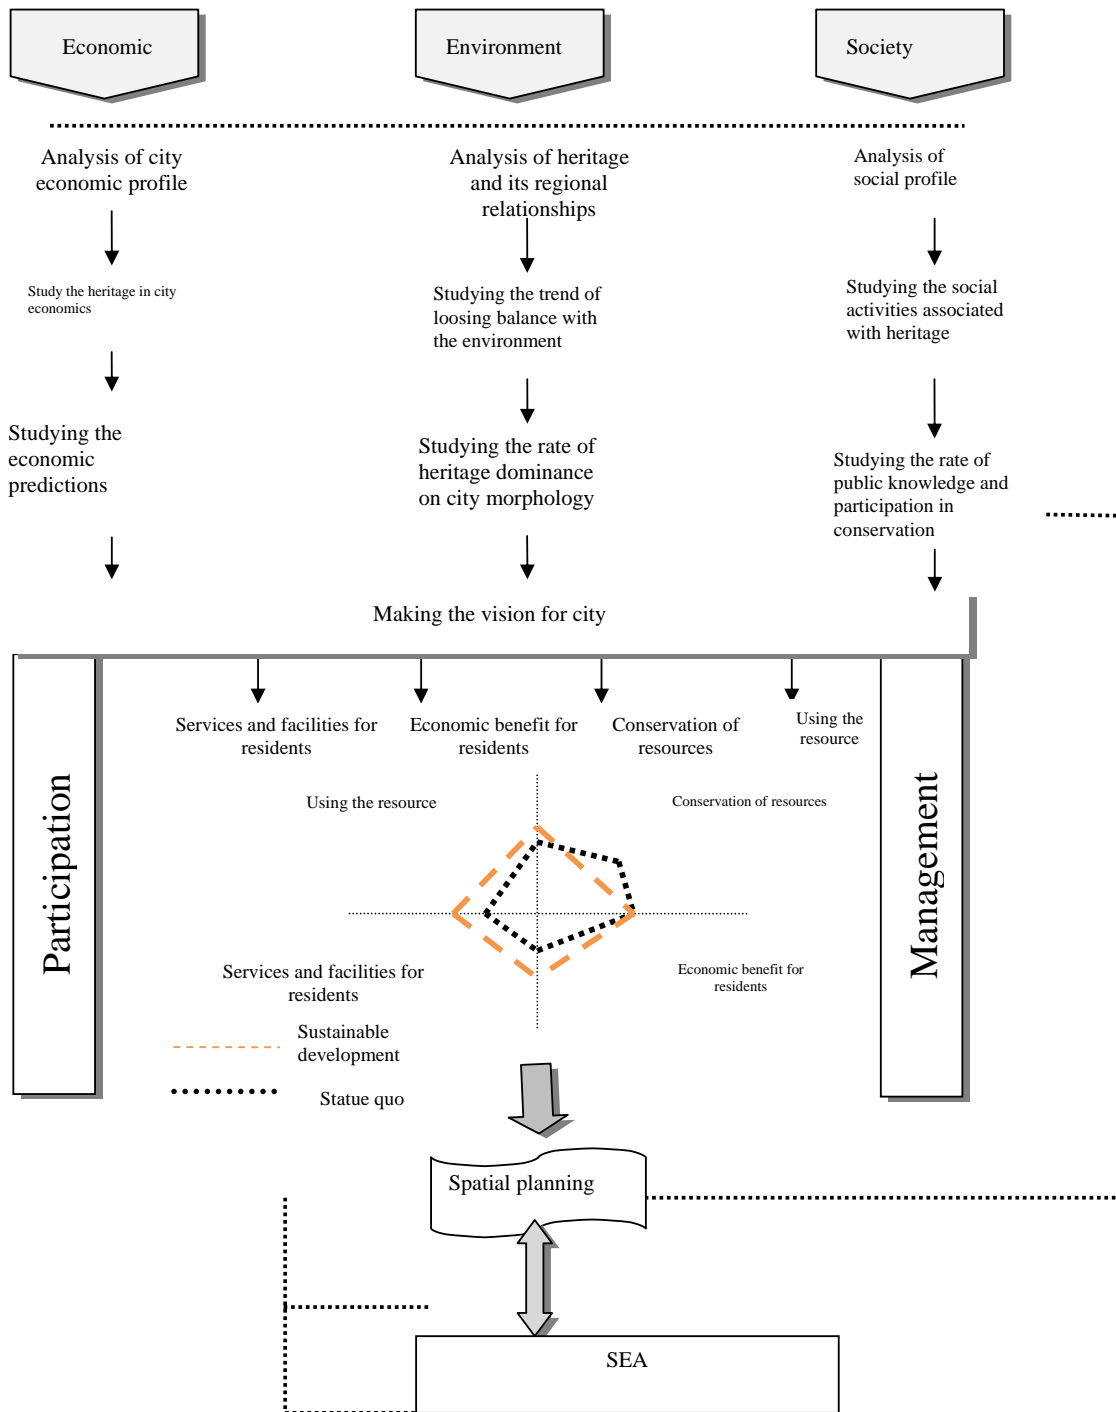 Economic
Environment
Society
Analysis of city
economic profile
Analysis of heritage
and its regional
relationships
Analysis of
social profile
Study the heritage in city
economics
Studying the trend of
loosing balance with
the environment
Studying the social
activities associated
with heritage
Studying the
economic
predictions
Studying the rate of
heritage dominance
on city morphology
Studying the rate of
public knowledge and
participation in
conservation
Making the vision for city
Participation
Services and facilities for
residents
Economic benefit for
residents
Conservation of
resources
Using the
resource
Management
Using the resource
Conservation of resources
Services and facilities for
residents
Economic benefit for
residents
Sustainable
development
Statue quo
Spatial planning
SEA